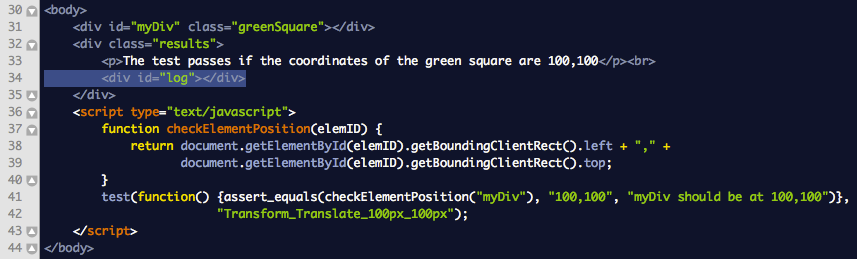 30 <body>
31 <div id="myDiv" class="greenSquare"></div>
32 <div class="results">
33 <p>The test passes if the coordinates of the green square are 100,100</p><br>
34 <div id="log"></div>
35 </div>
36 <script type="text/javascript">
37 function checkElementPosition(elemID) {
38 return document.getElementById(elemID).getBoundingClientRect().left + "," +
39 document.getElementById(elemID).getBoundingClientRect().top;
40 }
41 test(function() {assert_equals(checkElementPosition("myDiv"), "100,100", "myDiv should be at 100,100")},
42 "Transform_Translate_100px_100px");
43 </script>
44 </body>